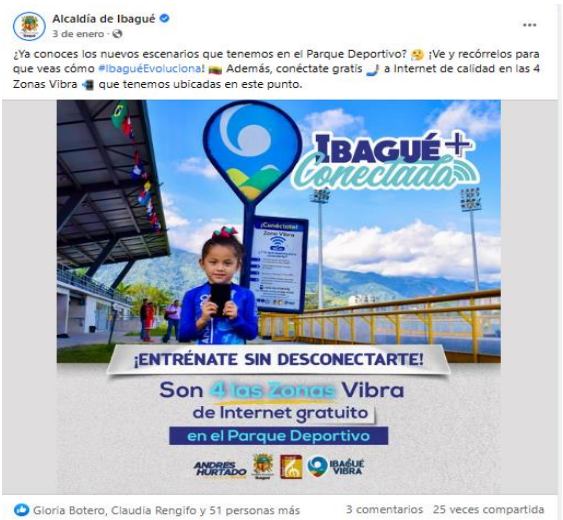 Alcaldía de Ibagué
3 de enero ·
¿Ya conoces los nuevos escenarios que tenemos en el Parque Deportivo? 🤔 ¡Ve y recórrelos para
que veas cómo #IbaguéEvoluciona! Además, conéctate gratis 🤳 a Internet de calidad en las 4
Zonas Vibra 📲 que tenemos ubicadas en este punto.
IBAGUÉ+
Conectada
¡Conéctate!
Zona Vibra
¡ENTRÉNATE SIN DESCONECTARTE!
Son 4 las Zonas Vibra
de Internet gratuito
en el Parque Deportivo
ANDRÉS
HURTADO
Ibagué
IBAGUÉ
VIBRA
Gloria Botero, Claudia Rengifo y 51 personas más
3 comentarios 25 veces compartida